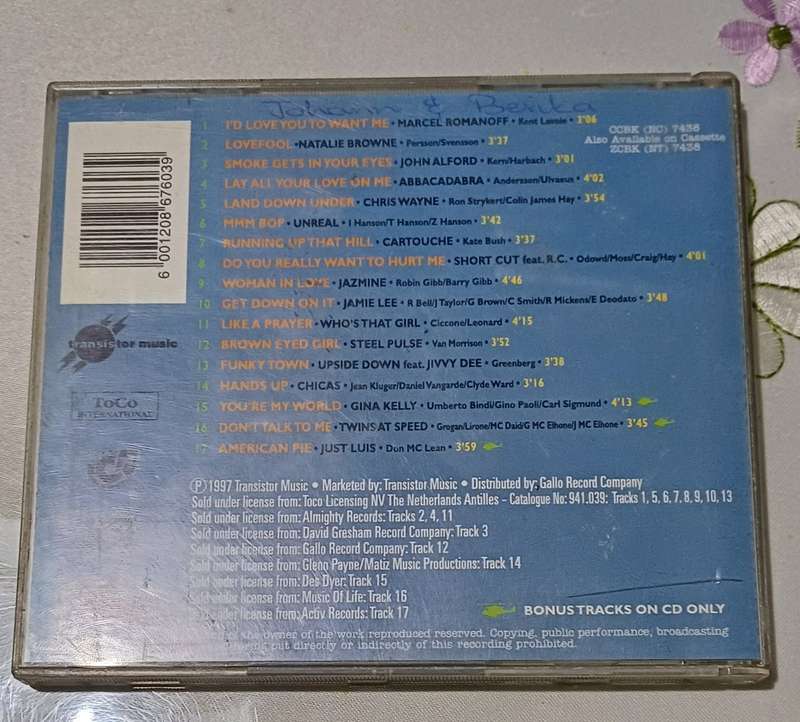 Johann & Benita
1 I'D LOVE YOU TO WANT ME • MARCEL ROMANOFF • Kent Lavoie • 3'06
CCBK (NC) 7436
2 LOVEFOOL • NATALIE BROWNE • Persson/Svensson • 3'37
Also Available on Cassette
ZCBK (NT) 7436
3 SMOKE GETS IN YOUR EYES • JOHN ALFORD • Kern/Harbach • 3'01
4 LAY ALL YOUR LOVE ON ME • ABBACADABRA • Andersson/Ulvaeus • 4'02
5 LAND DOWN UNDER • CHRIS WAYNE • Ron Strykert/Colin James Hay • 3'54
6 MMM BOP • UNREAL • I Hanson/T Hanson/Z Hanson • 3'42
7 RUNNING UP THAT HILL • CARTOUCHE • Kate Bush • 3'37
8 DO YOU REALLY WANT TO HURT ME • SHORT CUT feat. R.C. • Odowd/Moss/Craig/Hay • 4'01
9 WOMAN IN LOVE • JAZMINE • Robin Gibb/Barry Gibb • 4'46
10 GET DOWN ON IT • JAMIE LEE • R Bell/J Taylor/G Brown/C Smith/R Mickens/E Deodato • 3'48
11 LIKE A PRAYER • WHO'S THAT GIRL • Ciccone/Leonard • 4'15
12 BROWN EYED GIRL • STEEL PULSE • Van Morrison • 3'52
13 FUNKY TOWN • UPSIDE DOWN feat. JIVVY DEE • Greenberg • 3'38
14 HANDS UP • CHICAS • Jean Kluger/Daniel Vangarde/Clyde Ward • 3'16
15 YOU'RE MY WORLD • GINA KELLY • Umberto Bindi/Gino Paoli/Carl Sigmund • 4'13
16 DON'T TALK TO ME • TWINS AT SPEED • Grogan/Lirone/MC Daid/G MC Elhone/J MC Elhone • 3'45
17 AMERICAN PIE • JUST LUIS • Don MC Lean • 3'59
6 001208 676039
transistor music
ToCo
INTERNATIONAL
Ⓟ 1997 Transistor Music • Marketed by: Transistor Music • Distributed by: Gallo Record Company
Sold under license from: Toco Licensing NV The Netherlands Antilles - Catalogue No: 941.039: Tracks 1, 5, 6, 7, 8, 9, 10, 13
Sold under license from: Almighty Records: Tracks 2, 4, 11
Sold under license from: David Gresham Record Company: Track 3
Sold under license from: Gallo Record Company: Track 12
Sold under license from: Glenn Payne/Matiz Music Productions: Track 14
Sold under license from: Des Dyer: Track 15
Sold under license from: Music Of Life: Track 16
Sold under license from: Activ Records: Track 17
BONUS TRACKS ON CD ONLY
of the owner of the work reproduced reserved. Copying, public performance, broadcasting
out directly or indirectly of this recording prohibited.